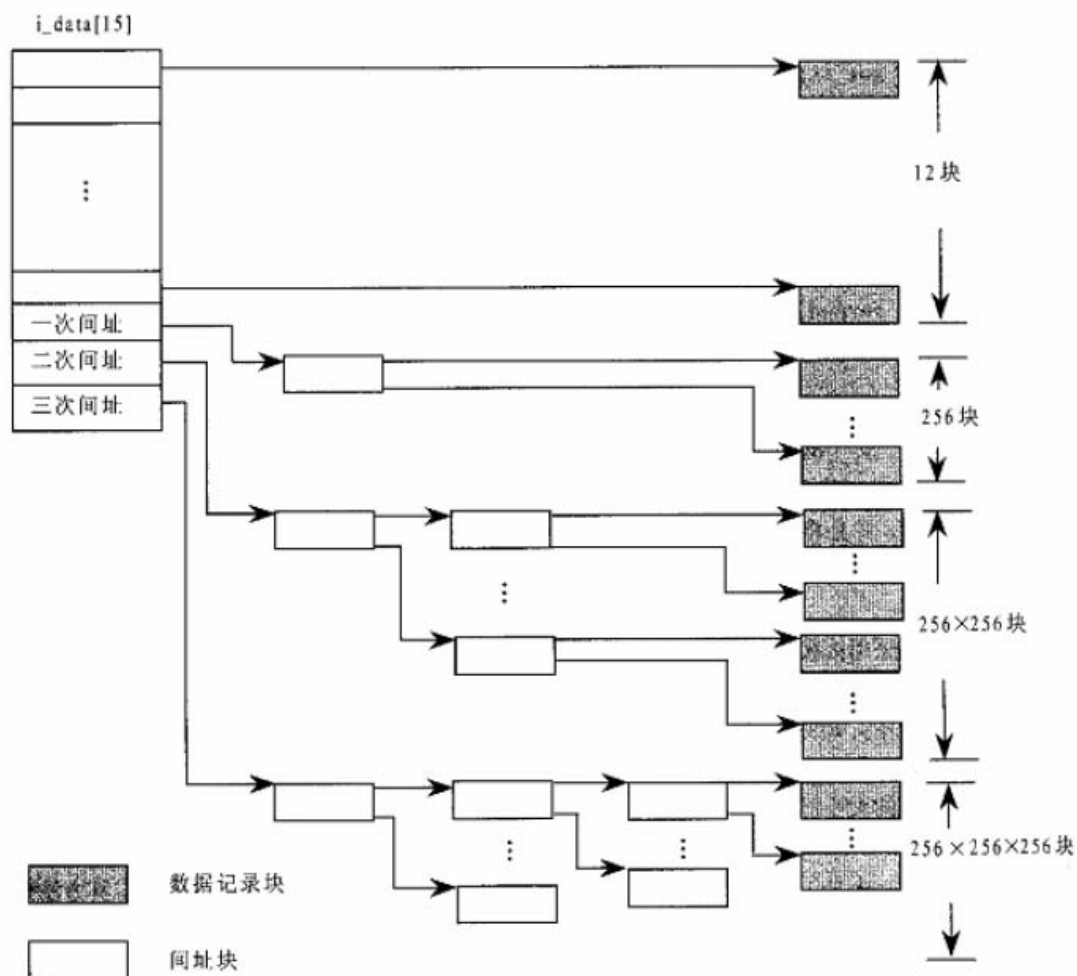 i_data[15]
12块
一次间址
二次间址
三次间址
256块
256×256块
256×256×256块
数据记录块
间址块